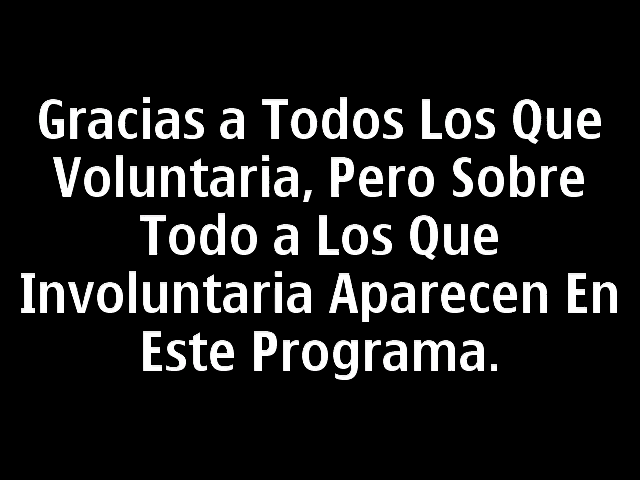 Gracias a Todos Los Que
Voluntaria, Pero Sobre
Todo a Los Que
Involuntaria Aparecen En
Este Programa.